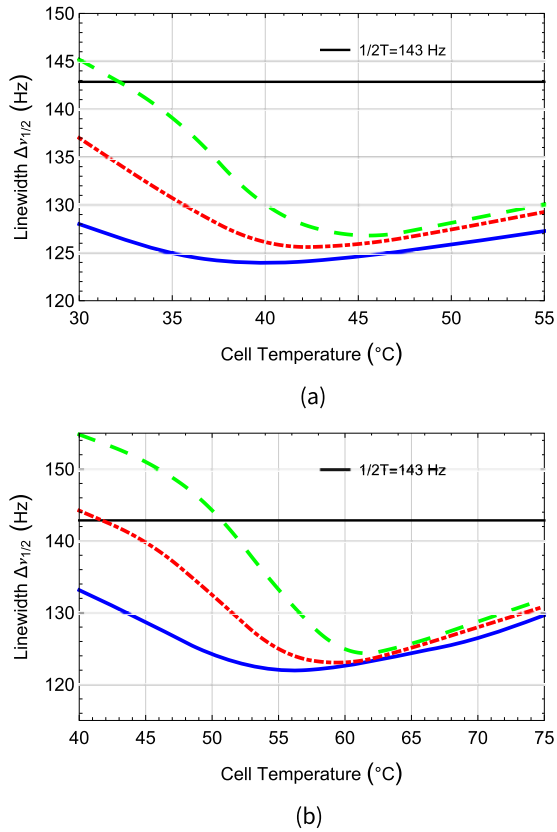 150
145
140
135
130
125
120
Linewidth Δν1/2 (Hz)
1/2T=143 Hz
30 35 40 45 50 55
Cell Temperature (°C)
(a)
150
140
130
120
Linewidth Δν1/2 (Hz)
1/2T=143 Hz
40 45 50 55 60 65 70 75
Cell Temperature (°C)
(b)